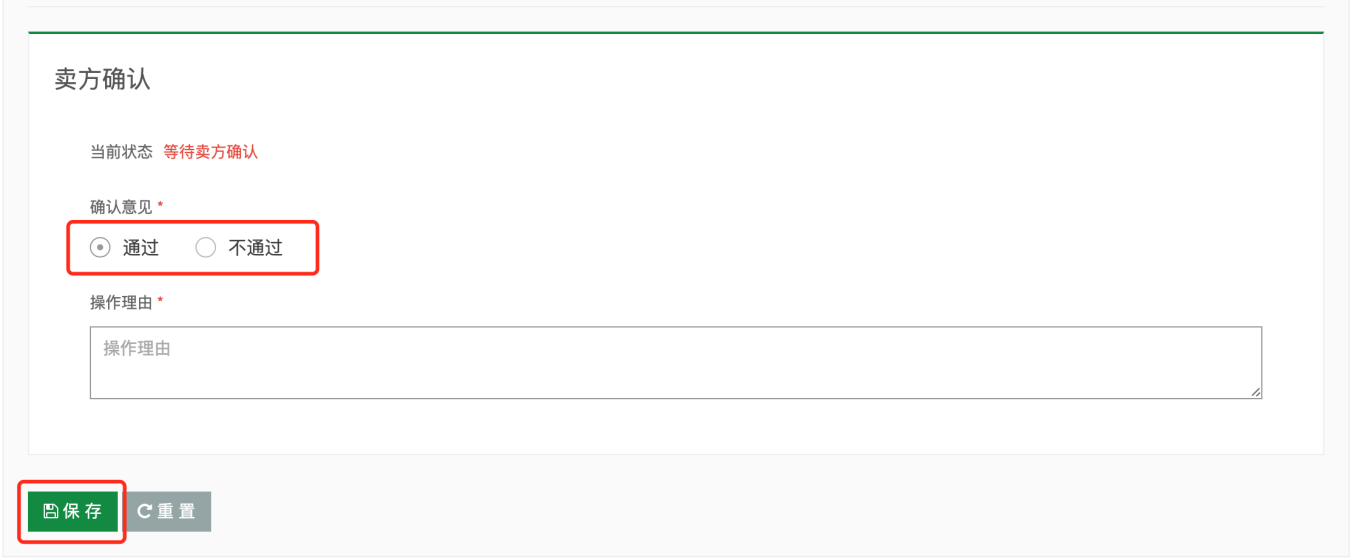 卖方确认
当前状态 等待卖方确认
确认意见 *
通过 不通过
操作理由 *
操作理由
保存 重置